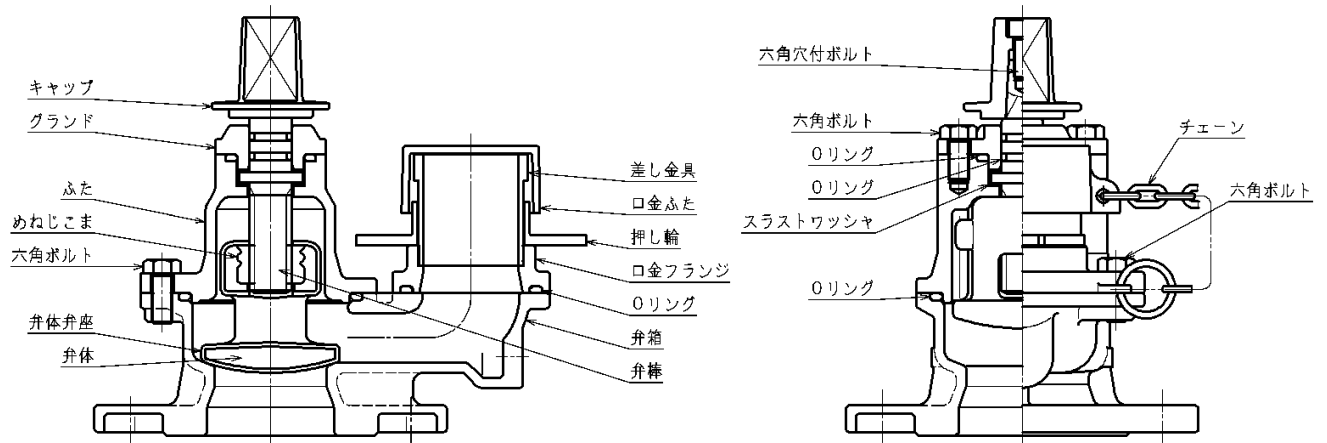 キャップ
グランド
ふた
めねじこま
六角ボルト
弁体弁座
弁体
差し金具
口金ふた
押し輪
口金フランジ
Oリング
弁箱
弁棒
六角穴付ボルト
六角ボルト
Oリング
Oリング
スラストワッシャ
Oリング
チェーン
六角ボルト